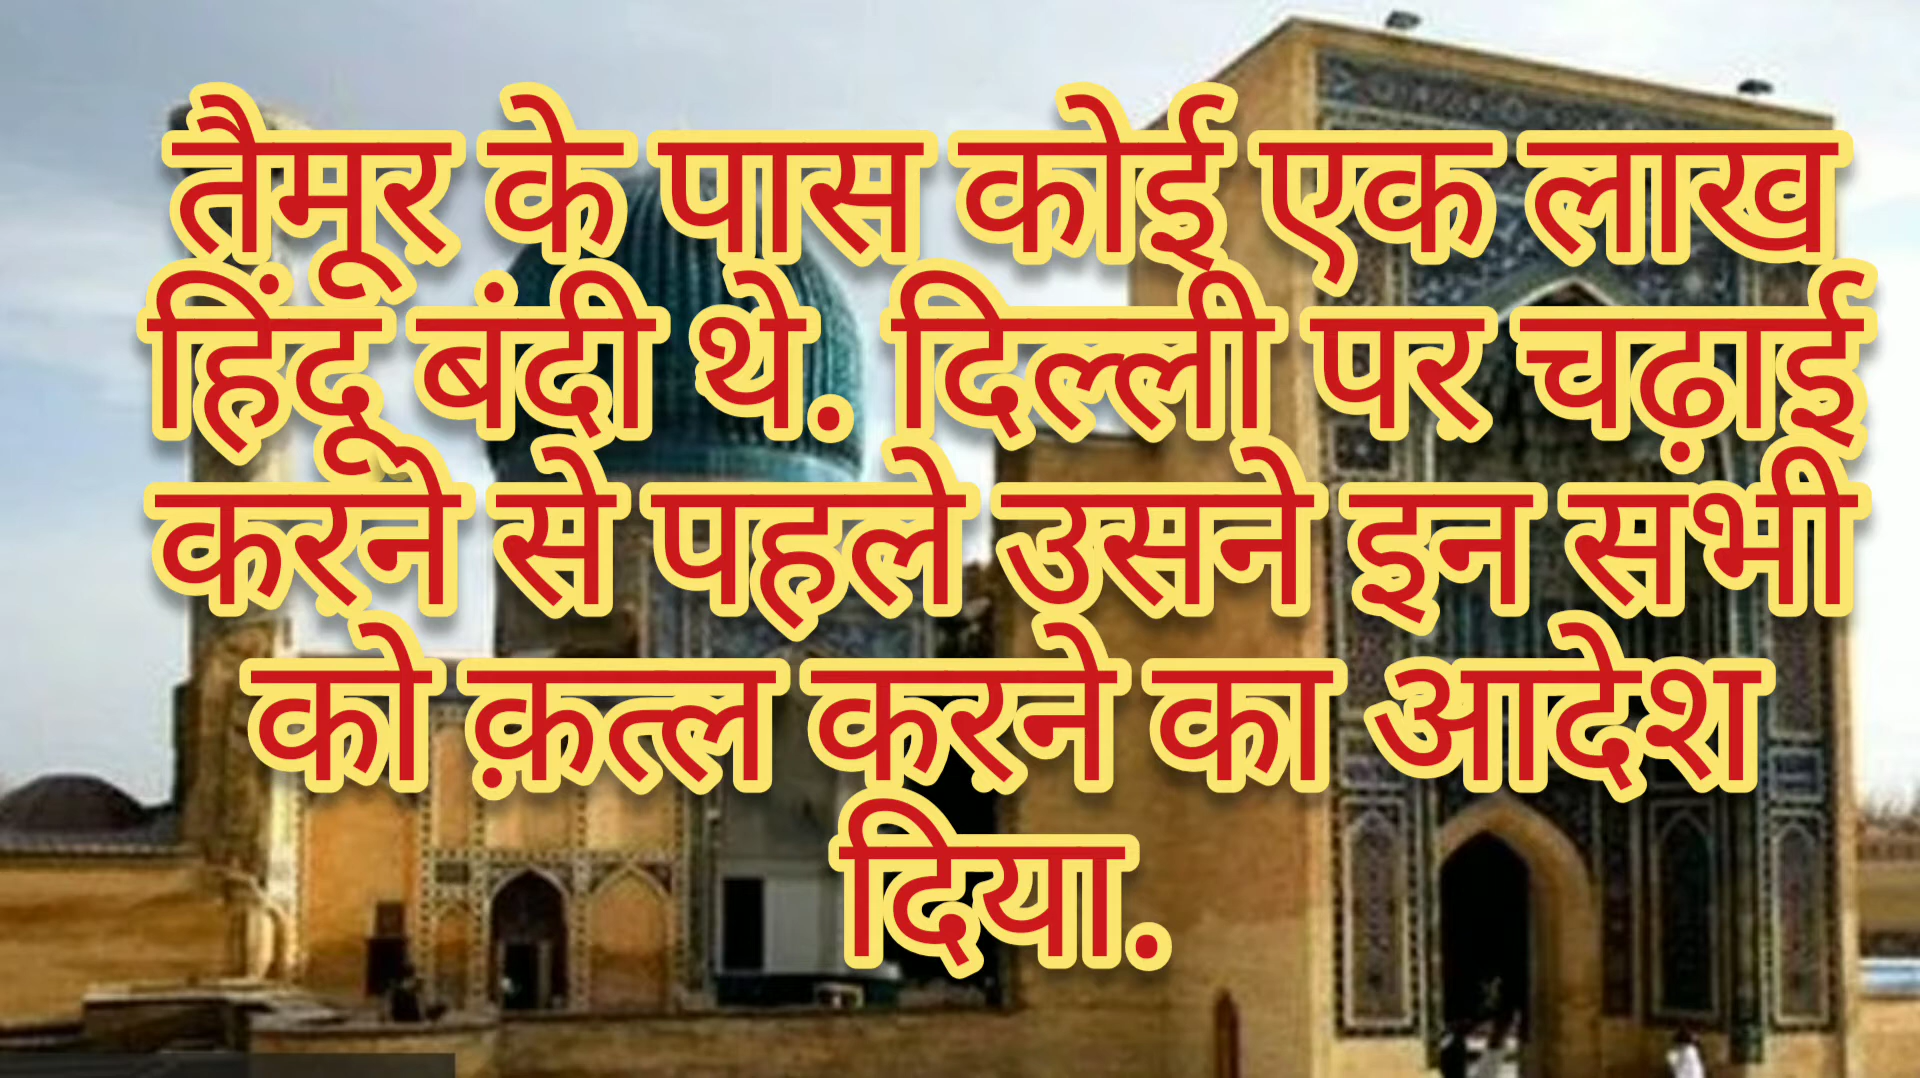 तैमूर के पास कोई एक लाख
हिंदू बंदी थे. दिल्ली पर चढ़ाई
करने से पहले उसने इन सभी
को क़त्ल करने का आदेश
दिया.